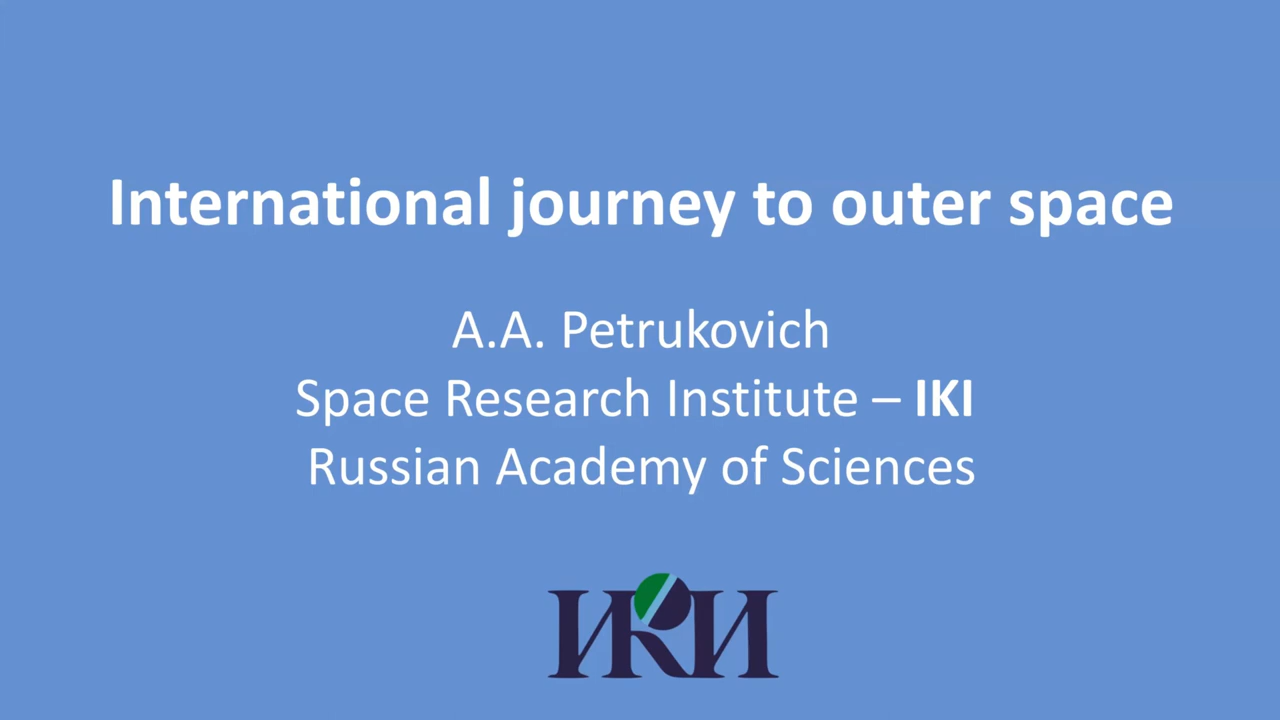 International journey to outer space
A.A. Petrukovich
Space Research Institute – IKI
Russian Academy of Sciences
ИКИ